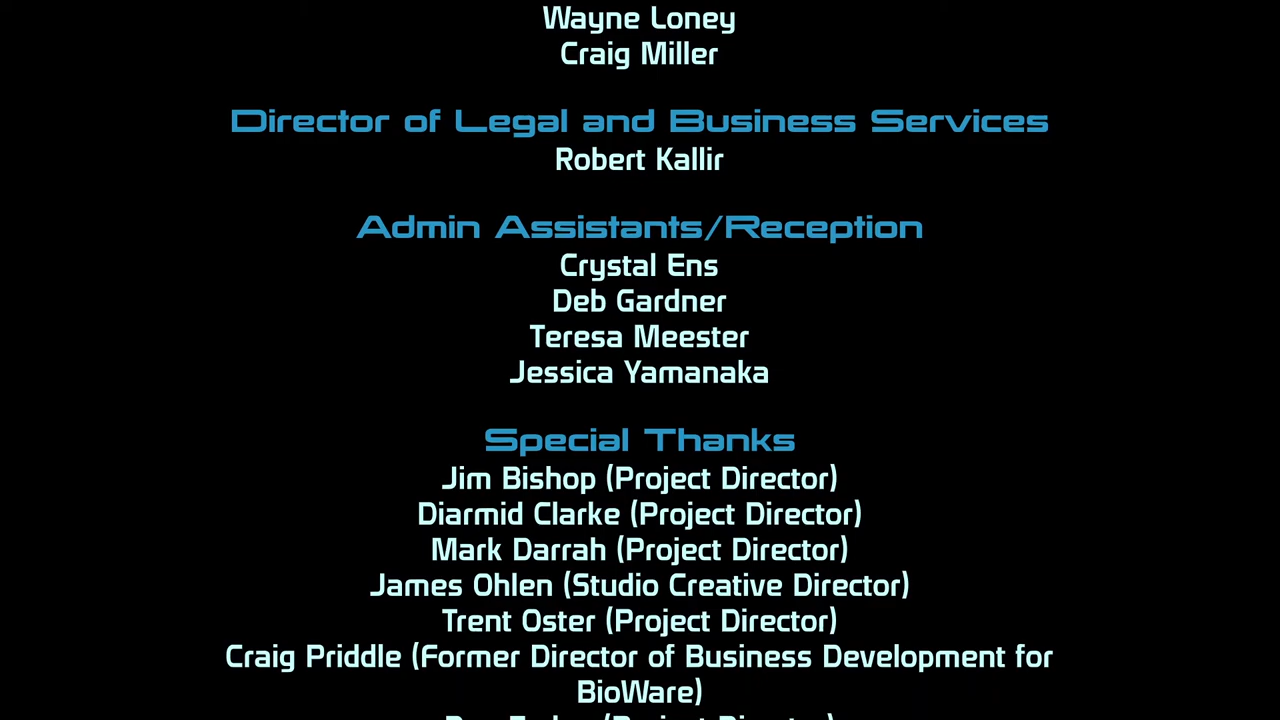 Wayne Loney
Craig Miller
Director of Legal and Business Services
Robert Kallir
Admin Assistants/Reception
Crystal Ens
Deb Gardner
Teresa Meester
Jessica Yamanaka
Special Thanks
Jim Bishop (Project Director)
Diarmid Clarke (Project Director)
Mark Darrah (Project Director)
James Ohlen (Studio Creative Director)
Trent Oster (Project Director)
Craig Priddle (Former Director of Business Development for
BioWare)
(Project Director)